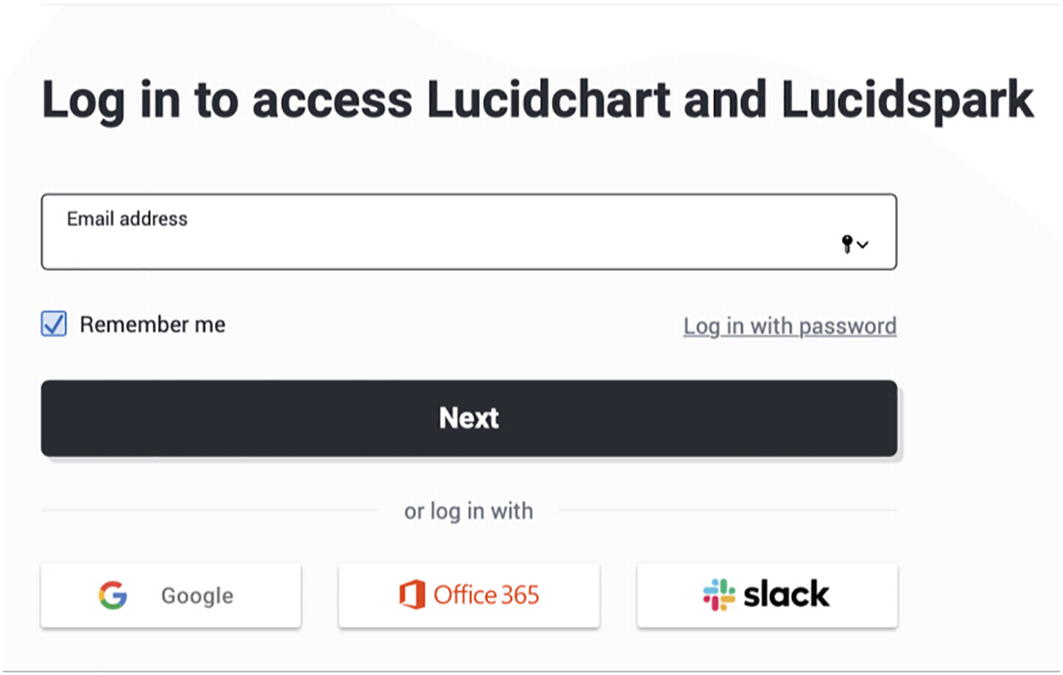 Log in to access Lucidchart and Lucidspark
Email address
Remember me
Log in with password
Next
or log in with
Google
Office 365
slack